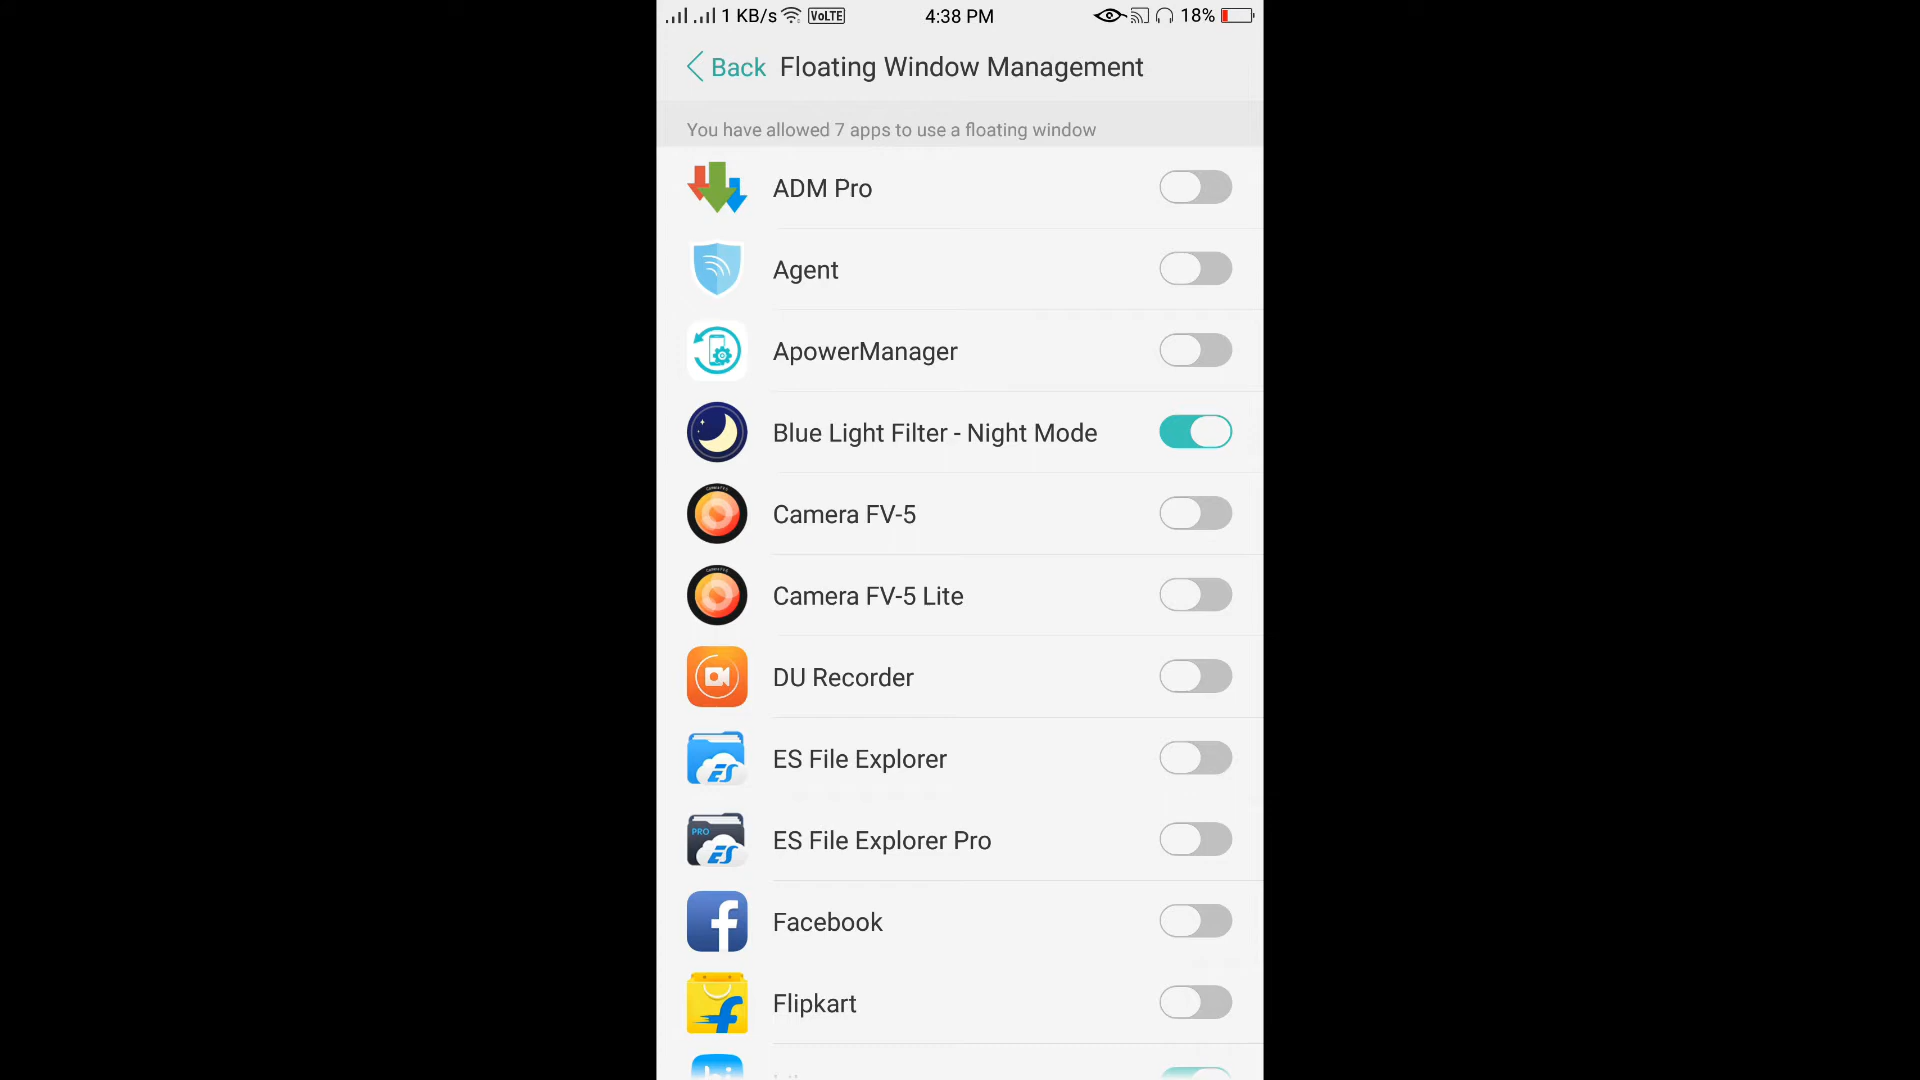 1 KB/s VoLTE 4:38 PM 18%
Back Floating Window Management
You have allowed 7 apps to use a floating window
ADM Pro
Agent
ApowerManager
Blue Light Filter - Night Mode
Camera FV-5
Camera FV-5 Lite
DU Recorder
ES File Explorer
PRO ES File Explorer Pro
Facebook
Flipkart